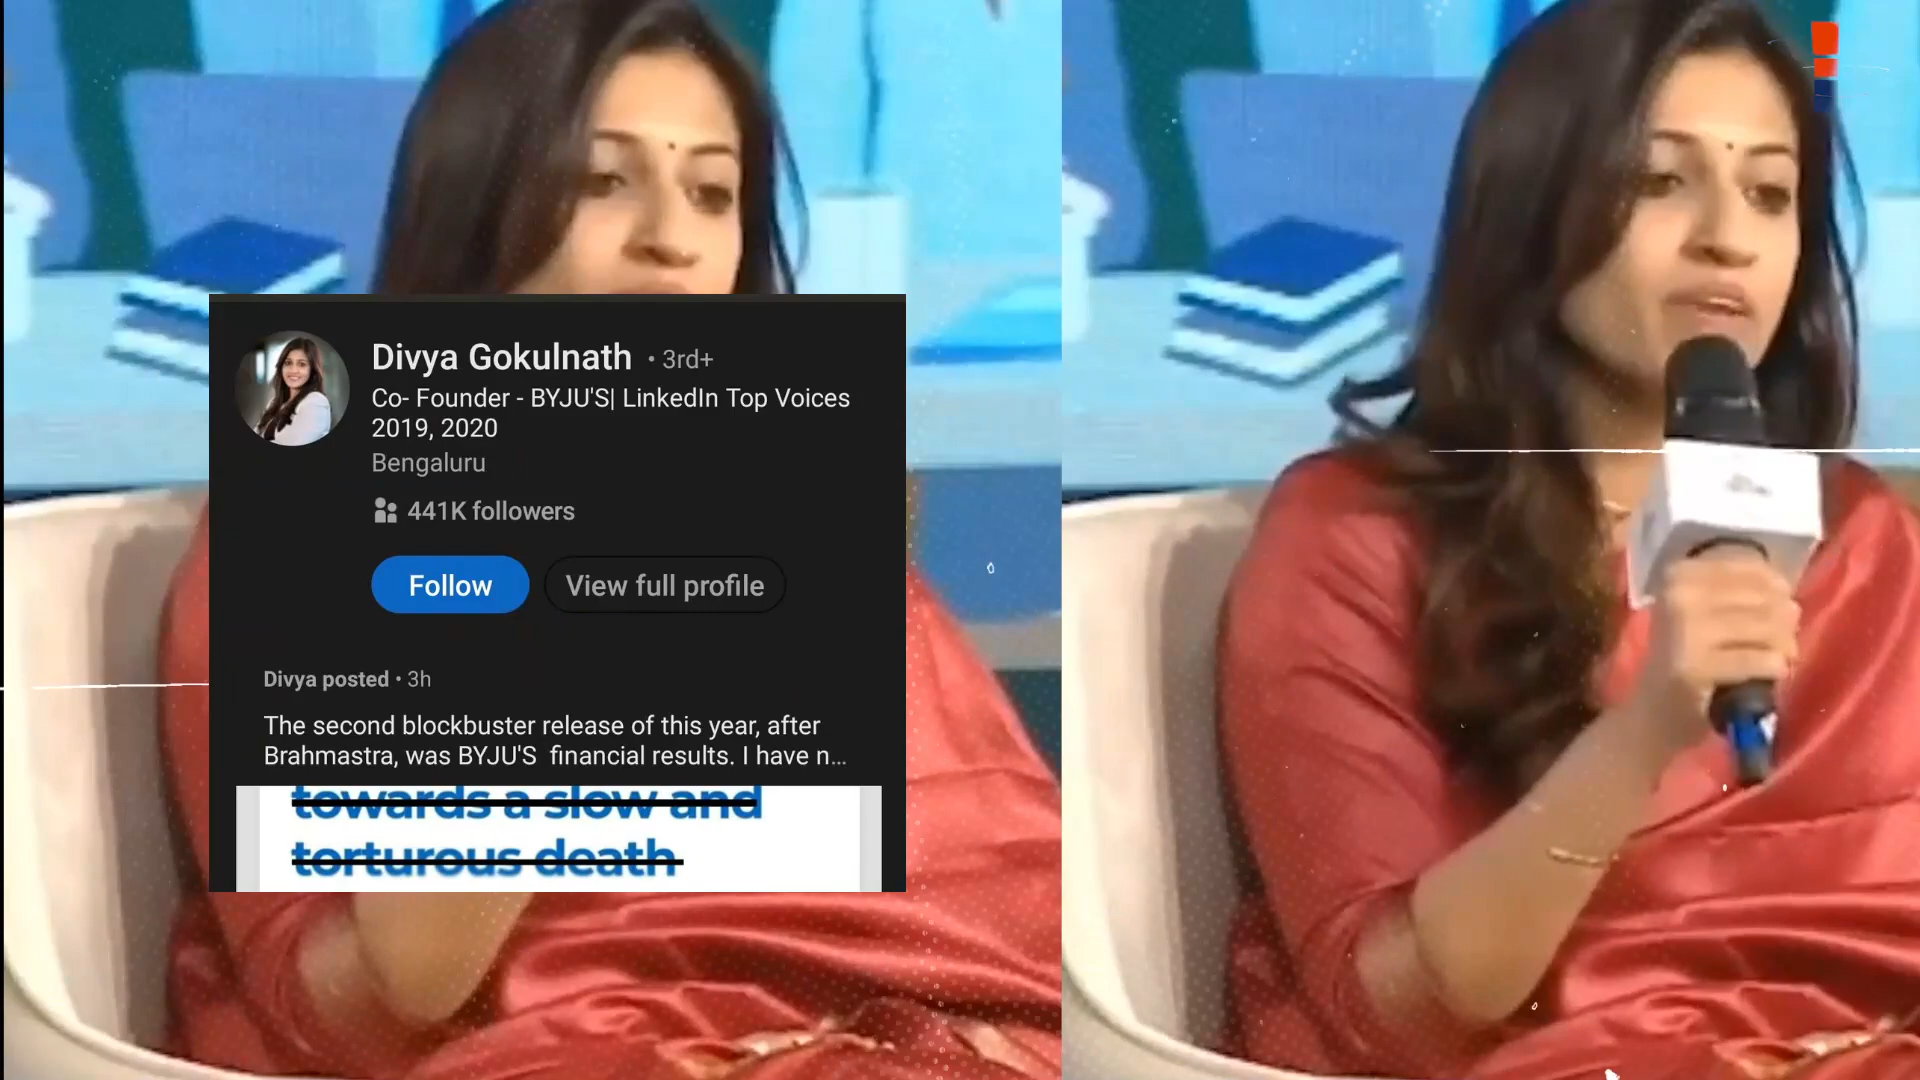 Divya Gokulnath • 3rd+
Co- Founder - BYJU'S| LinkedIn Top Voices
2019, 2020
Bengaluru
441K followers
Follow
View full profile
Divya posted • 3h
The second blockbuster release of this year, after
Brahmastra, was BYJU'S financial results. I have n...
towards a slow and
torturous death